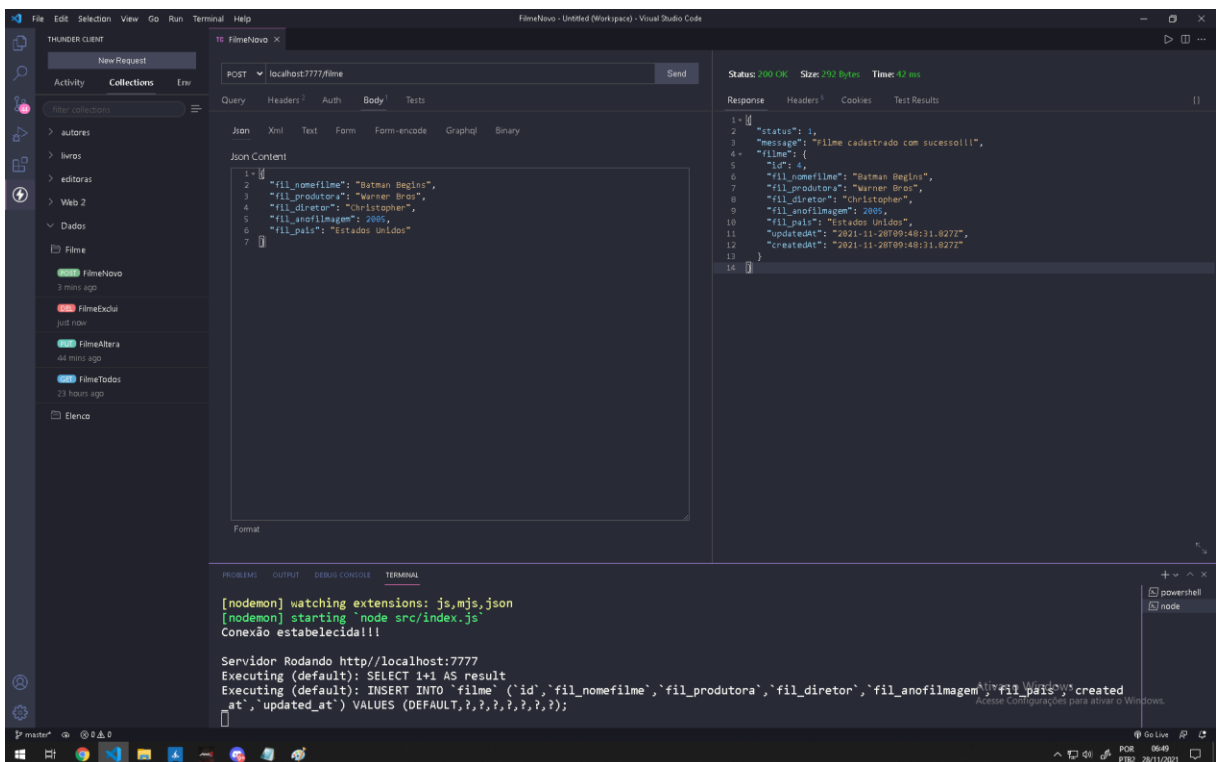 File Edit Selection View Go Run Terminal Help
FilmeNovo - Untitled (Workspace) - Visual Studio Code
THUNDER CLIENT
New Request
Activity Collections Env
filter collections
autores
livros
editoras
Web 2
Dados
Filme
POST FilmeNovo
3 mins ago
DEL FilmeExclui
just now
PUT FilmeAltera
44 mins ago
GET FilmeTodos
23 hours ago
Elenco
TC FilmeNovo
POST localhost:7777/filme Send
Query Headers 2 Auth Body 1 Tests
Json Xml Text Form Form-encode Graphql Binary
Json Content
1 {
2 "fil_nomefilme": "Batman Begins",
3 "fil_produtora": "Warner Bros",
4 "fil_diretor": "Christopher",
5 "fil_anofilmagem": 2005,
6 "fil_pais": "Estados Unidos"
7 }
Format
Status: 200 OK Size: 292 Bytes Time: 42 ms
Response Headers Cookies Test Results {}
1 {
2 "status": 1,
3 "message": "Filme cadastrado com sucesso!!!",
4 "filme": {
5 "id": 4,
6 "fil_nomefilme": "Batman Begins",
7 "fil_produtora": "Warner Bros",
8 "fil_diretor": "Christopher",
9 "fil_anofilmagem": 2005,
10 "fil_pais": "Estados Unidos",
11 "updatedAt": "2021-11-28T09:48:31.827Z",
12 "createdAt": "2021-11-28T09:48:31.827Z"
13 }
14 }
PROBLEMS OUTPUT DEBUG CONSOLE TERMINAL
powershell
node
[nodemon] watching extensions: js,mjs,json
[nodemon] starting `node src/index.js`
Conexão estabelecida!!!
Servidor Rodando http//localhost:7777
Executing (default): SELECT 1+1 AS result
Executing (default): INSERT INTO `filme` (`id`,`fil_nomefilme`,`fil_produtora`,`fil_diretor`,`fil_anofilmagem`,`fil_pais`,`created
_at`,`updated_at`) VALUES (DEFAULT,?,?,?,?,?,?,?);
Ativar o Windows
Acesse Configurações para ativar o Windows.
master* 0 0 Go Live
POR 06:49
PTB2 28/11/2021